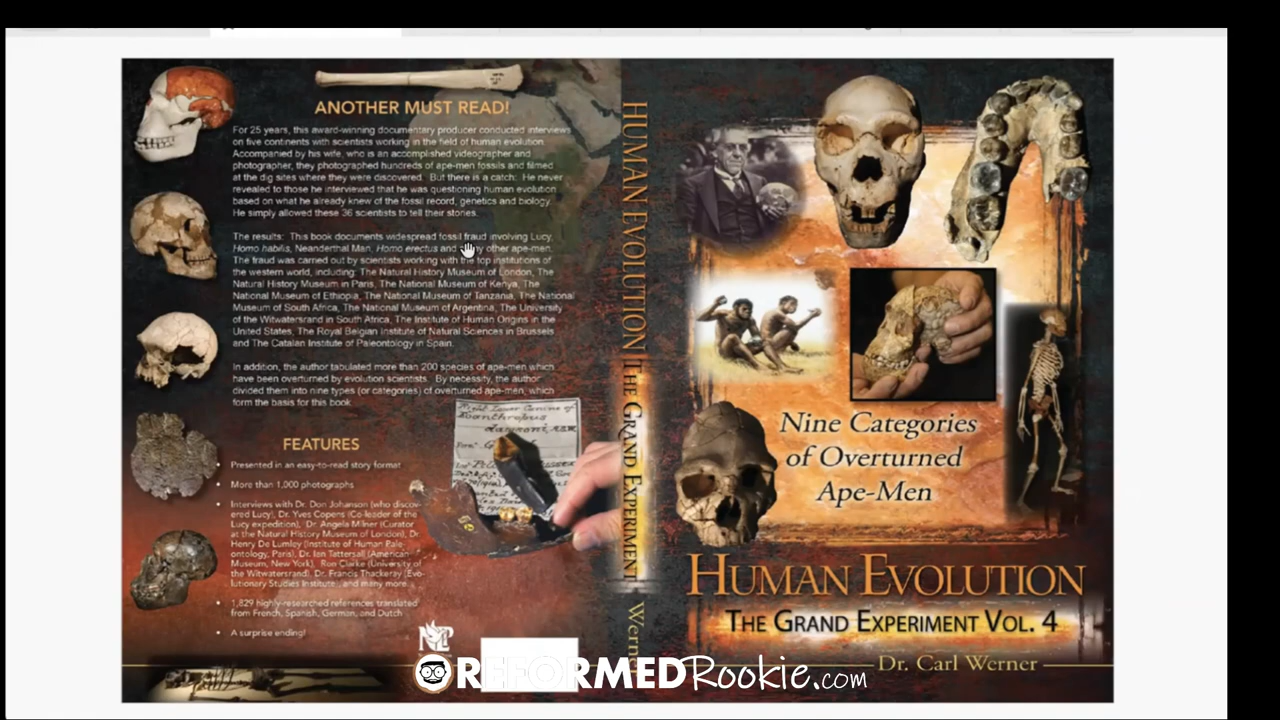 ANOTHER MUST READ!
For 25 years, this award-winning documentary producer conducted interviews
on five continents with scientists working in the field of human evolution.
Accompanied by his wife, who is an accomplished videographer and
photographer, they photographed hundreds of ape-men fossils and filmed
at the dig sites where they were discovered. But there is a catch: He never
revealed to those he interviewed that he was questioning human evolution
based on what he already knew of the fossil record, genetics and biology.
He simply allowed these 36 scientists to tell their stories.
The results: This book documents widespread fossil fraud involving Lucy,
Homo habilis, Neanderthal Man, Homo erectus and many other ape-men.
The fraud was carried out by scientists working with the top institutions of
the western world, including: The Natural History Museum of London, The
Natural History Museum in Paris, The National Museum of Kenya, The
National Museum of Ethiopia, The National Museum of Tanzania, The National
Museum of South Africa, The National Museum of Argentina, The University
of the Witwatersrand in South Africa, The Institute of Human Origins in the
United States, The Royal Belgian Institute of Natural Sciences in Brussels
and The Catalan Institute of Paleontology in Spain.
In addition, the author tabulated more than 200 species of ape-men which
have been overturned by evolution scientists. By necessity, the author
divided them into nine types (or categories) of overturned ape-men, which
form the basis for this book.
FEATURES
• Presented in an easy-to-read story format
• More than 1,000 photographs
• Interviews with Dr. Don Johanson (who discov-
ered Lucy), Dr. Yves Copens (Co-leader of the
Lucy expedition), Dr. Angela Milner (Curator
at the Natural History Museum of London), Dr.
Henry De Lumley (Institute of Human Pale-
ontology, Paris), Dr. Ian Tattersall (American
Museum, New York), Ron Clarke (University of
the Witwatersrand), Dr. Francis Thackeray (Evo-
lutionary Studies Institute, and many more...
• 1,829 highly-researched references translated
from French, Spanish, German, and Dutch
• A surprise ending!
HUMAN EVOLUTION THE GRAND EXPERIMENT Werner
Nine Categories
of Overturned
Ape-Men
HUMAN EVOLUTION
THE GRAND EXPERIMENT VOL. 4
Dr. Carl Werner
REFORMEDRookie.com